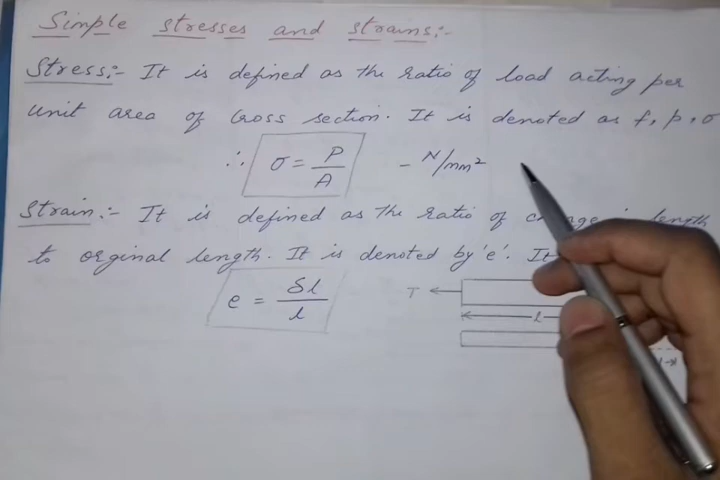 Simple stresses and strains:-
Stress:- It is defined as the ratio of load acting per
unit area of cross section. It is denoted as f, p, σ
∴ σ = P/A - N/mm²
Strain:- It is defined as the ratio of length
to orginal length. It is denoted by 'e'. It
e = δl/l
T
l